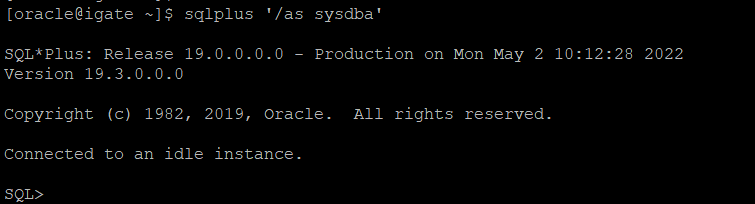 [oracle@igate ~]$ sqlplus '/as sysdba'
SQL*Plus: Release 19.0.0.0.0 - Production on Mon May 2 10:12:28 2022
Version 19.3.0.0.0
Copyright (c) 1982, 2019, Oracle.  All rights reserved.
Connected to an idle instance.
SQL>